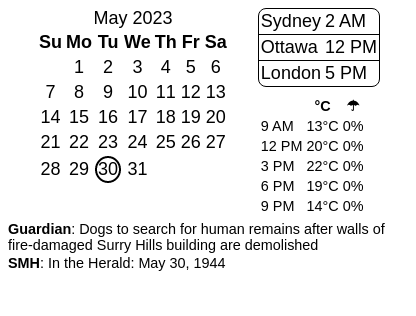 May 2023
Su Mo Tu We Th Fr Sa
1 2 3 4 5 6
7 8 9 10 11 12 13
14 15 16 17 18 19 20
21 22 23 24 25 26 27
28 29 30 31
Sydney 2 AM
Ottawa 12 PM
London 5 PM
°C ☂
9 AM 13°C 0%
12 PM 20°C 0%
3 PM 22°C 0%
6 PM 19°C 0%
9 PM 14°C 0%
Guardian: Dogs to search for human remains after walls of
fire-damaged Surry Hills building are demolished
SMH: In the Herald: May 30, 1944